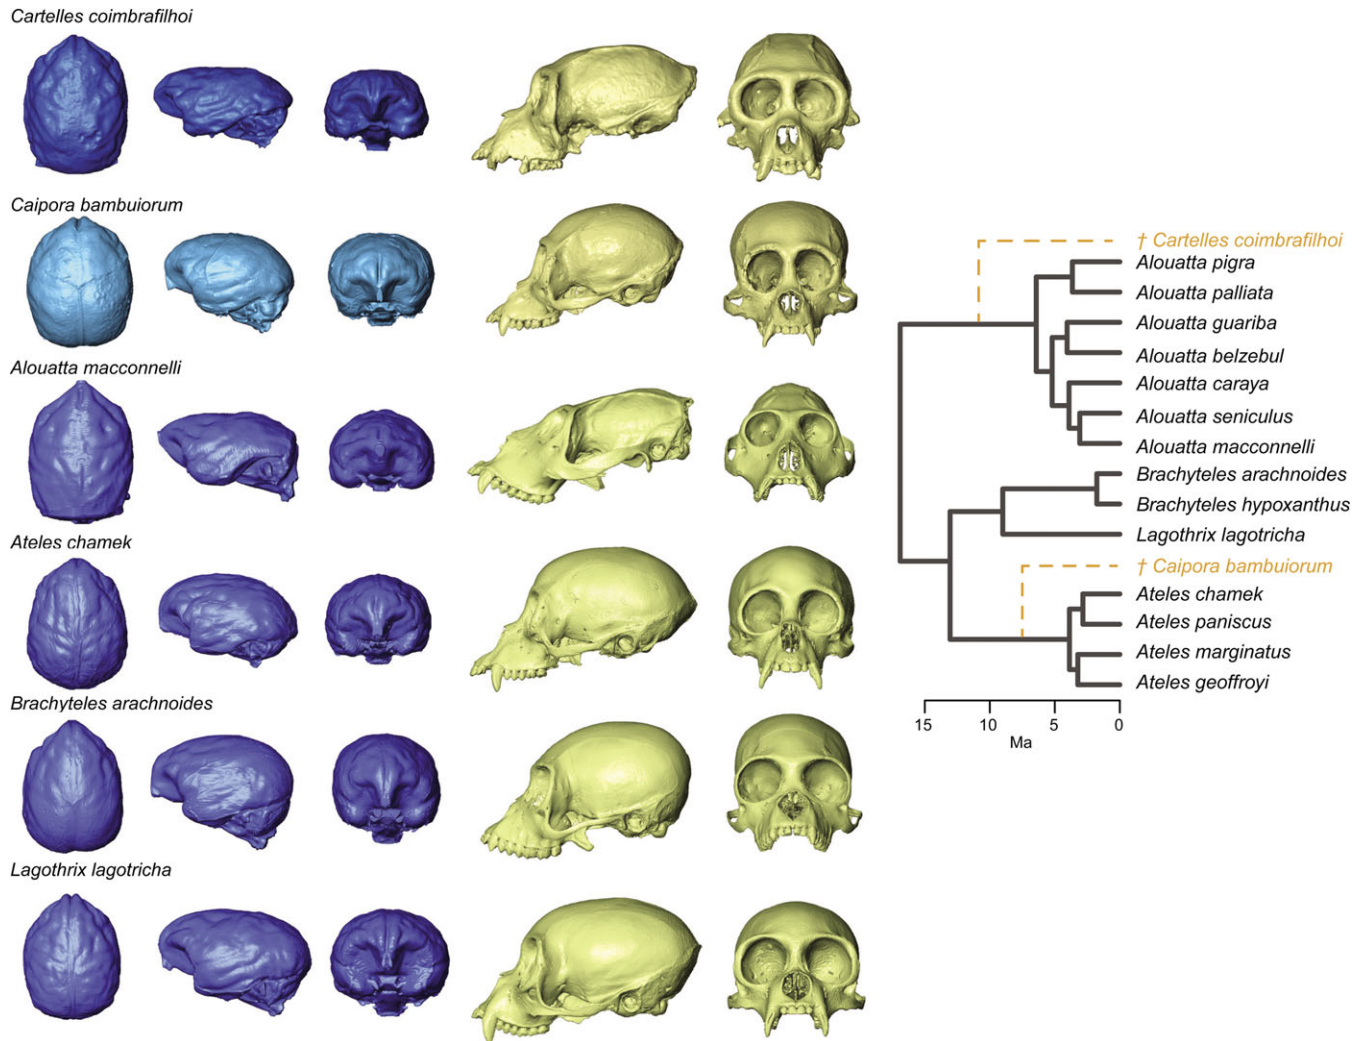 Cartelles coimbrafilhoi
Caipora bambuiorum
Alouatta macconnelli
Ateles chamek
Brachyteles arachnoides
Lagothrix lagotricha
† Cartelles coimbrafilhoi
Alouatta pigra
Alouatta palliata
Alouatta guariba
Alouatta belzebul
Alouatta caraya
Alouatta seniculus
Alouatta macconnelli
Brachyteles arachnoides
Brachyteles hypoxanthus
Lagothrix lagotricha
† Caipora bambuiorum
Ateles chamek
Ateles paniscus
Ateles marginatus
Ateles geoffroyi
15 10 5 0
Ma